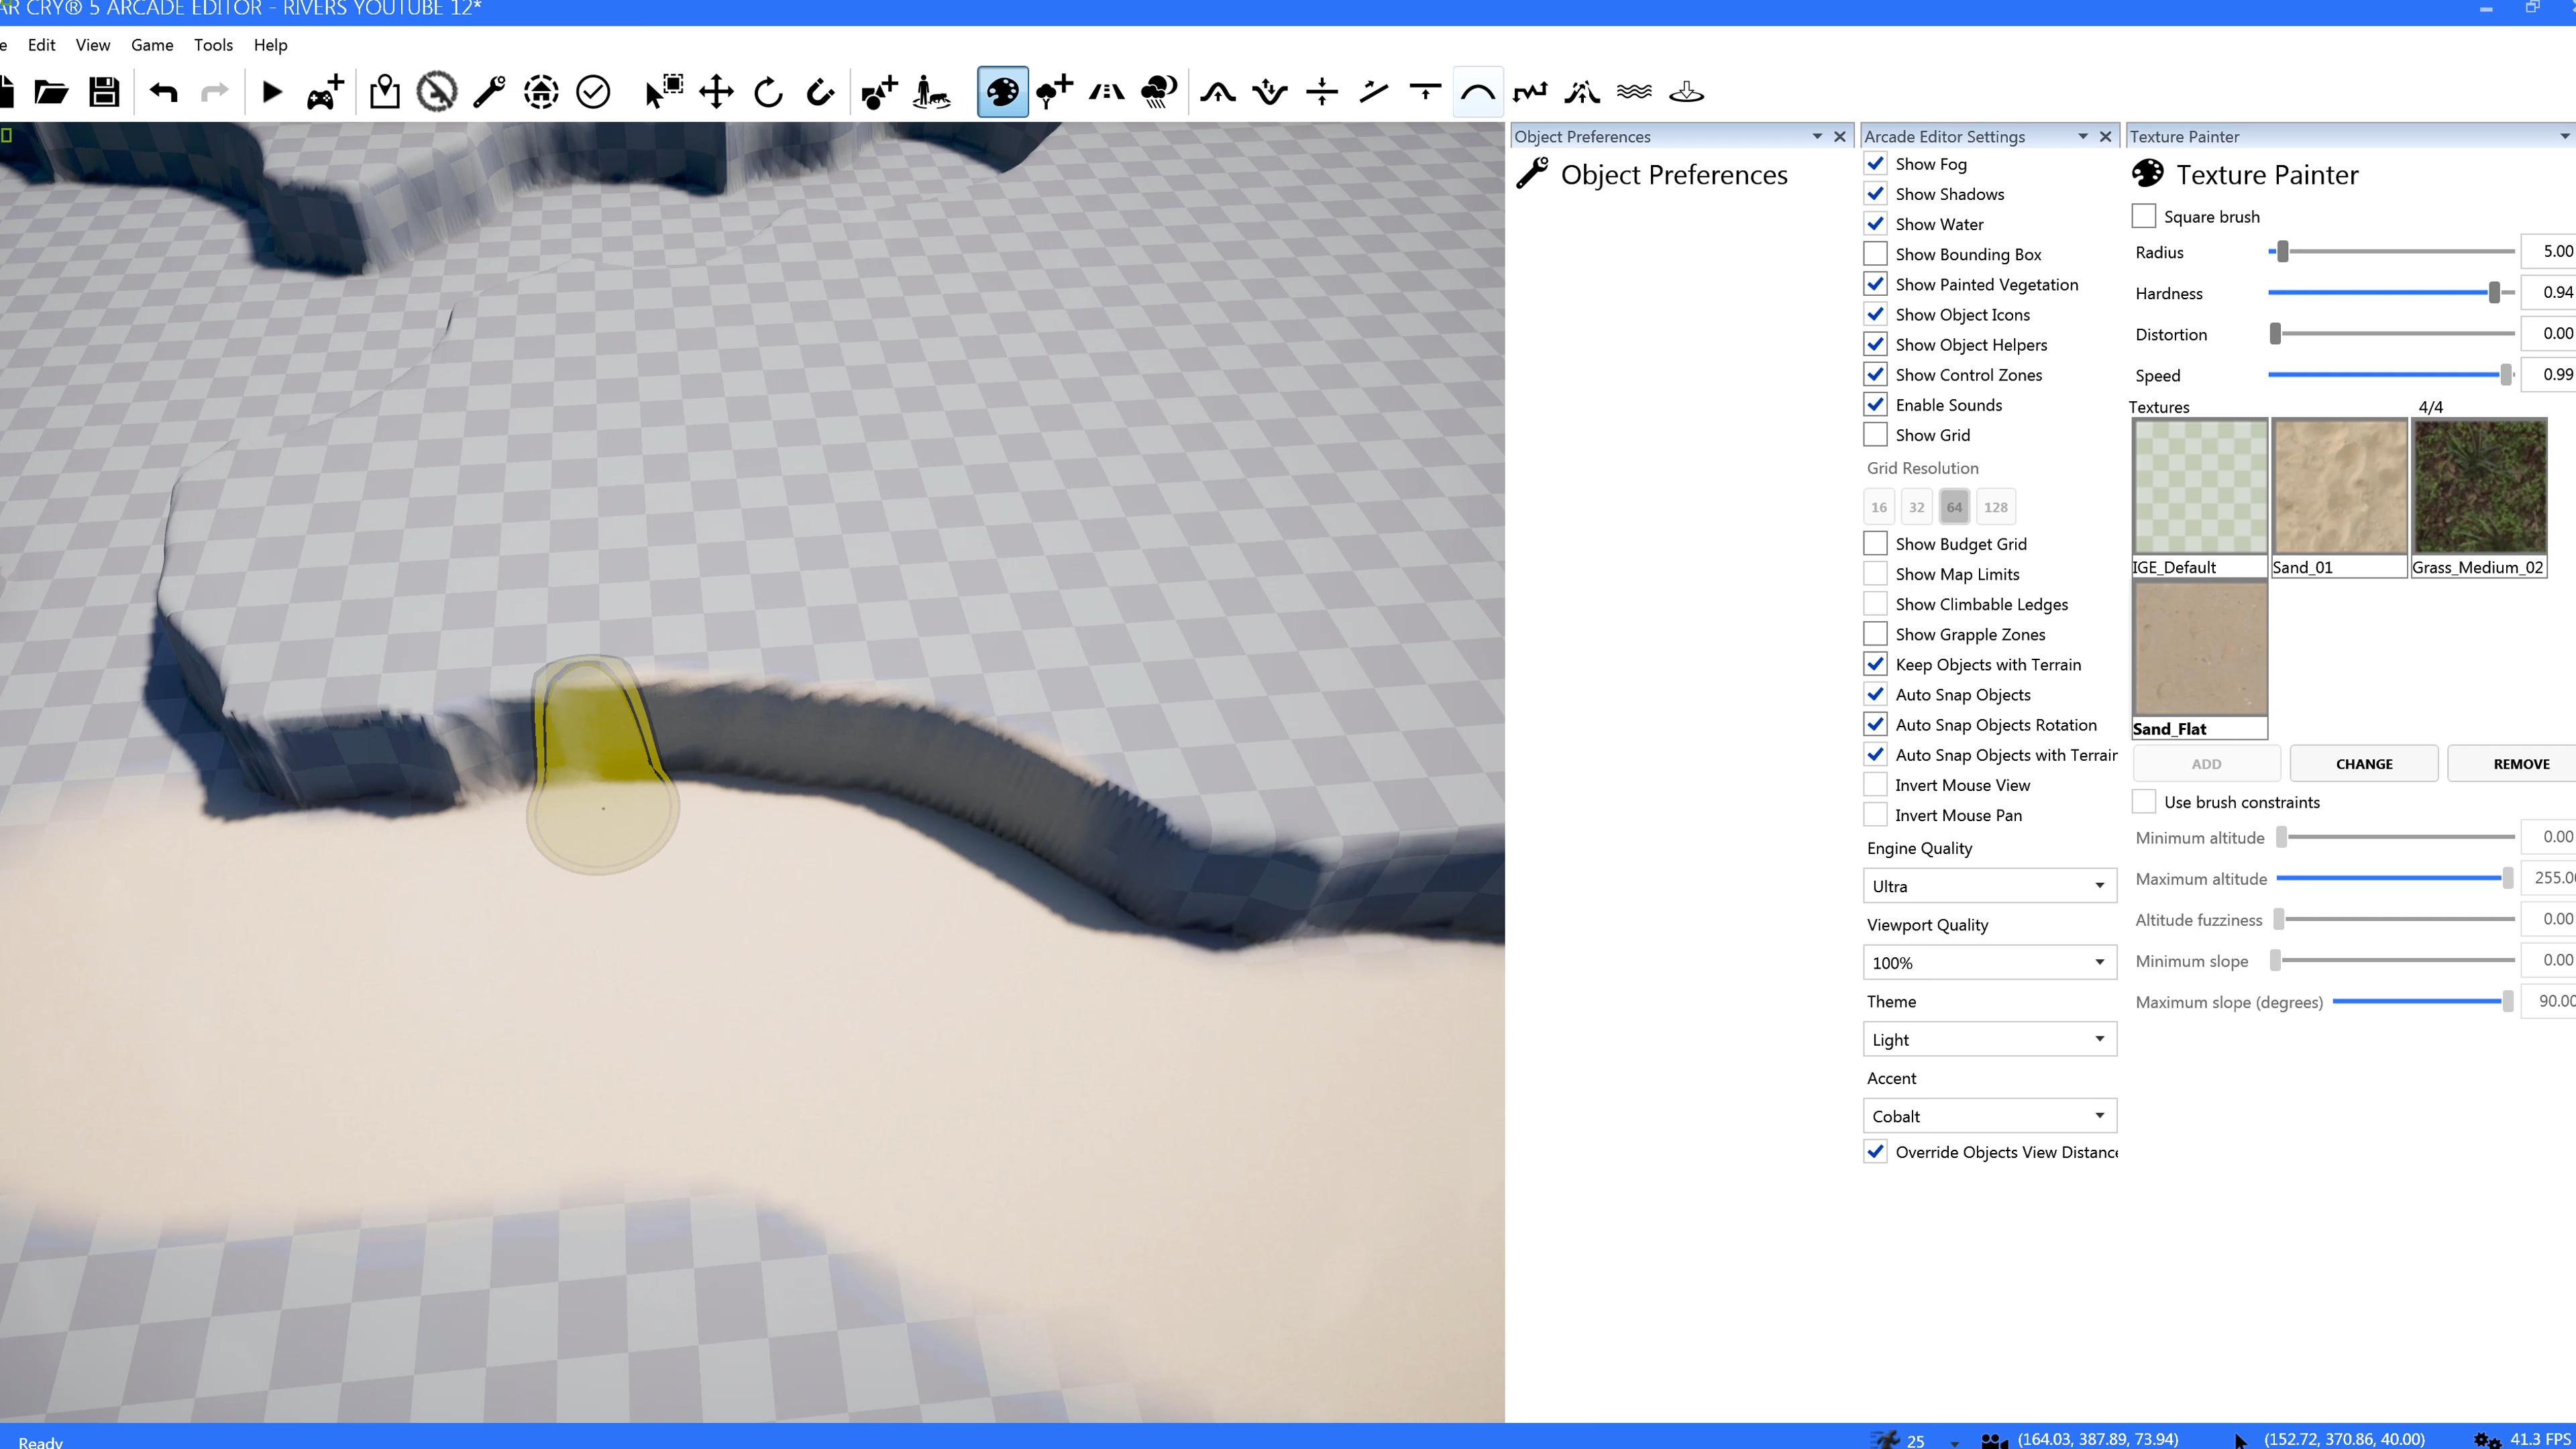 AR CRY® 5 ARCADE EDITOR - RIVERS YOUTUBE 12*
e Edit View Game Tools Help
Object Preferences
Object Preferences
Arcade Editor Settings
Show Fog
Show Shadows
Show Water
Show Bounding Box
Show Painted Vegetation
Show Object Icons
Show Object Helpers
Show Control Zones
Enable Sounds
Show Grid
Grid Resolution
16 32 64 128
Show Budget Grid
Show Map Limits
Show Climbable Ledges
Show Grapple Zones
Keep Objects with Terrain
Auto Snap Objects
Auto Snap Objects Rotation
Auto Snap Objects with Terrain
Invert Mouse View
Invert Mouse Pan
Engine Quality
Ultra
Viewport Quality
100%
Theme
Light
Accent
Cobalt
Override Objects View Distance
Texture Painter
Texture Painter
Square brush
Radius 5.00
Hardness 0.94
Distortion 0.00
Speed 0.99
Textures 4/4
IGE_Default Sand_01 Grass_Medium_02
Sand_Flat
ADD CHANGE REMOVE
Use brush constraints
Minimum altitude 0.00
Maximum altitude 255.00
Altitude fuzziness 0.00
Minimum slope 0.00
Maximum slope (degrees) 90.00
Ready 25 (164.03, 387.89, 73.94) (152.72, 370.86, 40.00) 41.3 FPS